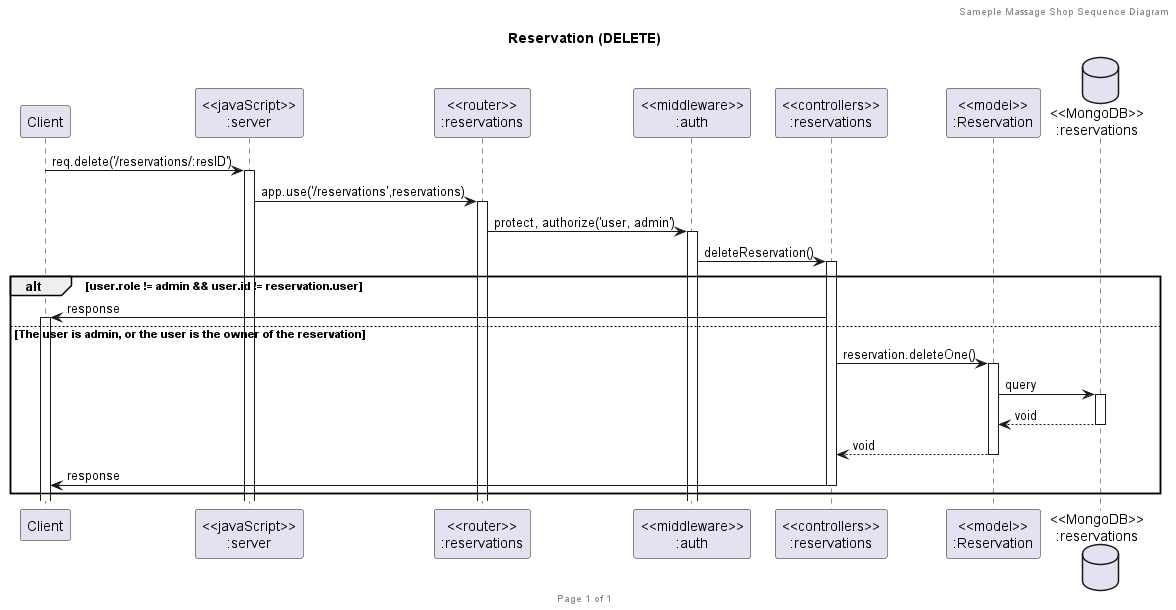 Sameple Massage Shop Sequence Diagram
Reservation (DELETE)
Client
<<javaScript>>
:server
<<router>>
:reservations
<<middleware>>
:auth
<<controllers>>
:reservations
<<model>>
:Reservation
<<MongoDB>>
:reservations
req.delete('/reservations/:resID')
app.use('/reservations',reservations)
protect, authorize('user, admin')
deleteReservation()
alt
[user.role != admin && user.id != reservation.user]
response
[The user is admin, or the user is the owner of the reservation]
reservation.deleteOne()
query
void
void
response
Client
<<javaScript>>
:server
<<router>>
:reservations
<<middleware>>
:auth
<<controllers>>
:reservations
<<model>>
:Reservation
<<MongoDB>>
:reservations
Page 1 of 1